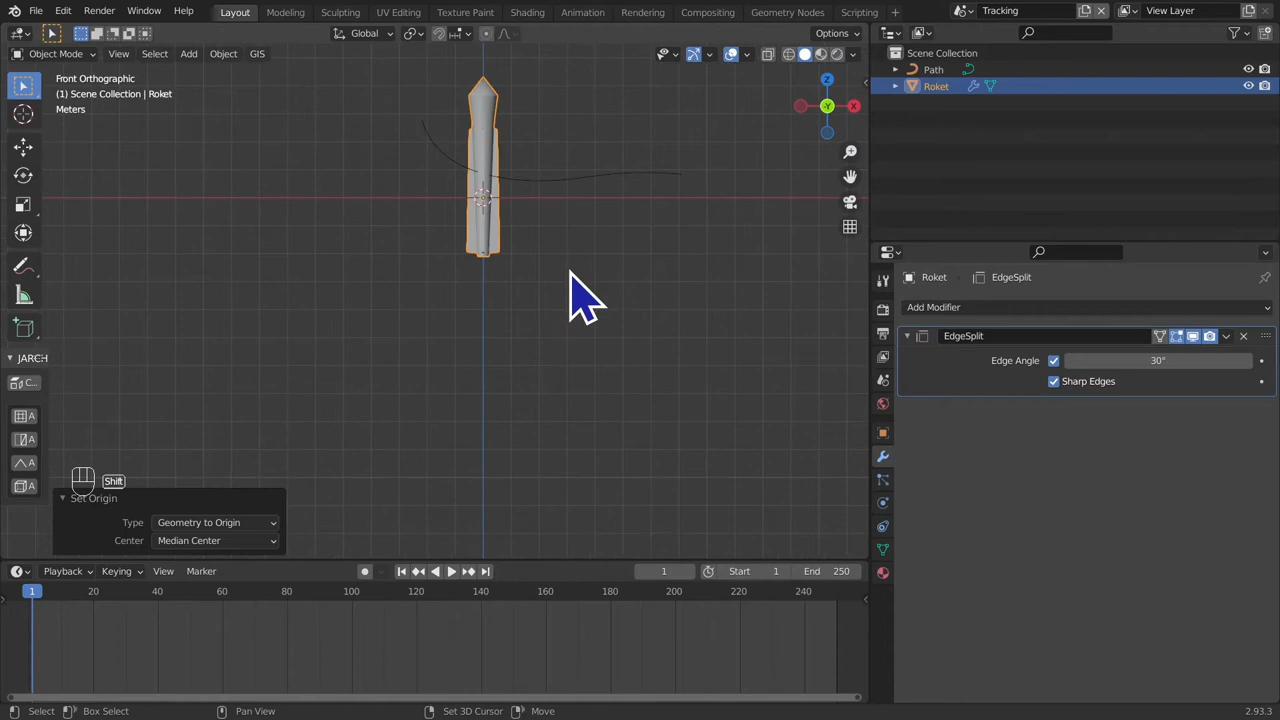 File Edit Render Window Help Layout Modeling Sculpting UV Editing Texture Paint Shading Animation Rendering Compositing Geometry Nodes Scripting + Tracking View Layer
Global Options
Object Mode View Select Add Object GIS
Front Orthographic
(1) Scene Collection | Roket
Meters
Z
X
-Y
Scene Collection
Path
Roket
Roket › EdgeSplit
Add Modifier
EdgeSplit
Edge Angle 30°
Sharp Edges
JARCH
C...
A
A
A
A
Shift
Set Origin
Type Geometry to Origin
Center Median Center
Playback Keying View Marker 1 Start 1 End 250
1 20 40 60 80 100 120 140 160 180 200 220 240
Select Box Select Pan View Set 3D Cursor Move 2.93.3